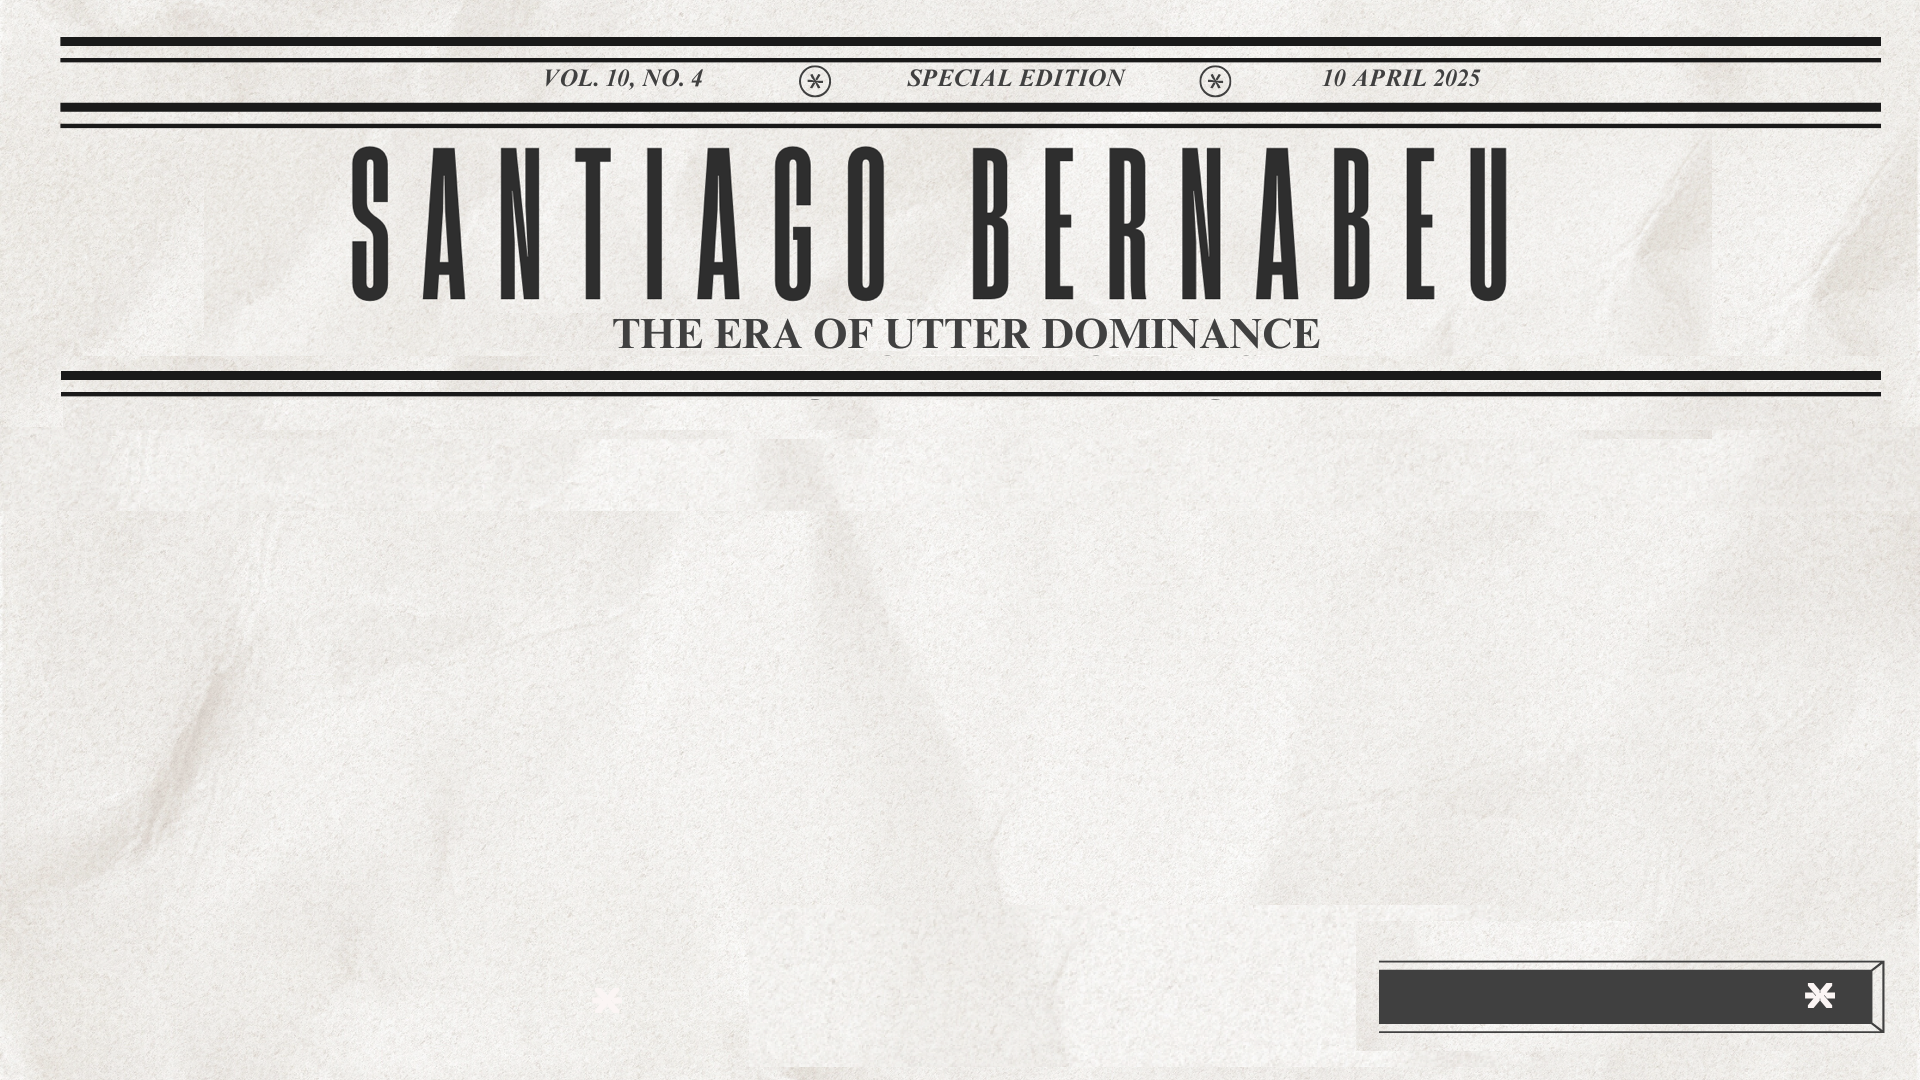 VOL. 10, NO. 4 SPECIAL EDITION 10 APRIL 2025
SANTIAGO BERNABEU
THE ERA OF UTTER DOMINANCE